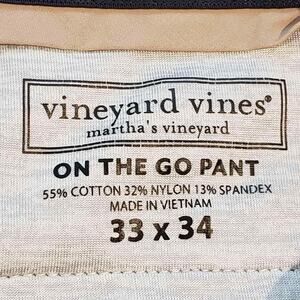 vineyard vines®
martha's vineyard
ON THE GO PANT
55% COTTON 32% NYLON 13% SPANDEX
MADE IN VIETNAM
33 x 34